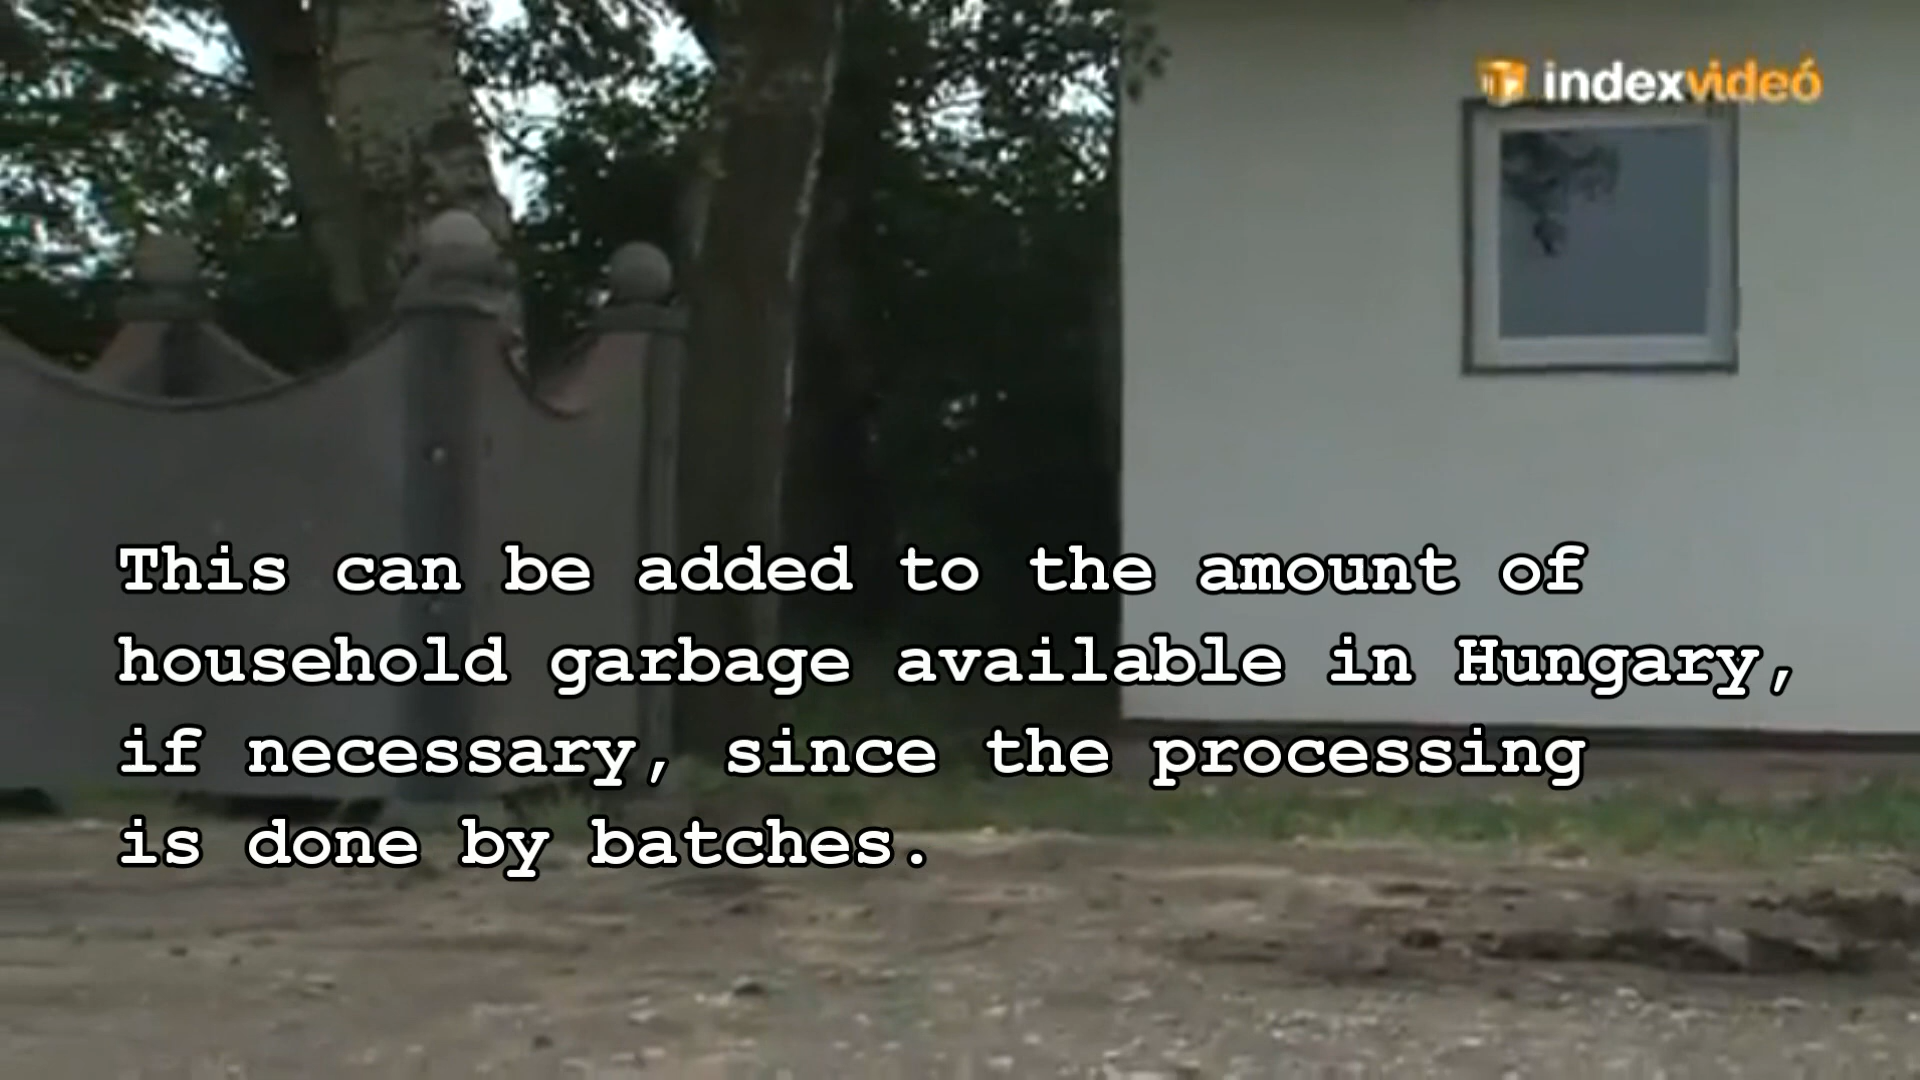 indexvideó
This can be added to the amount of
household garbage available in Hungary,
if necessary, since the processing
is done by batches.